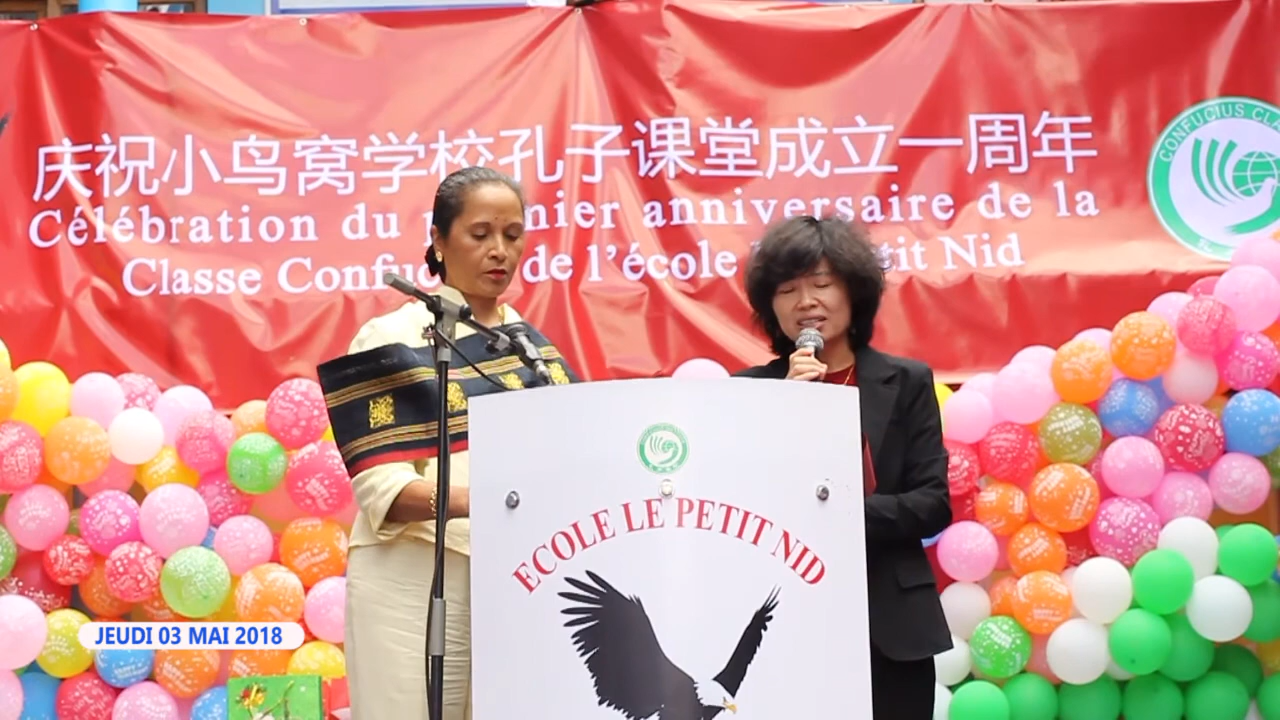 庆祝小鸟窝学校孔子课堂成立一周年
Célébration du mier anniversaire de la
Classe Confuc de l'école etit Nid
CONFUCIUS CLA
ECOLE LE PETIT NID
JEUDI 03 MAI 2018